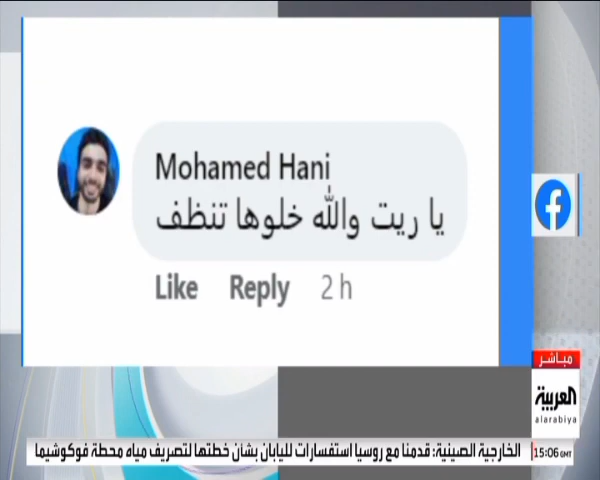 Mohamed Hani
يا ريت والله خلوها تنظف
Like Reply 2 h
مباشر
العربية
alarabiya
15:06 GMT
الخارجية الصينية: قدمنا مع روسيا استفسارات لليابان بشأن خطتها لتصريف مياه محطة فوكوشيما